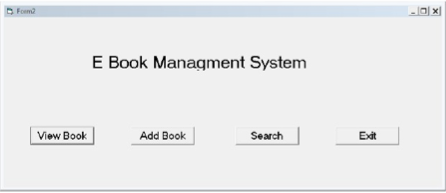 Form2
E Book Managment System
View Book Add Book Search Exit